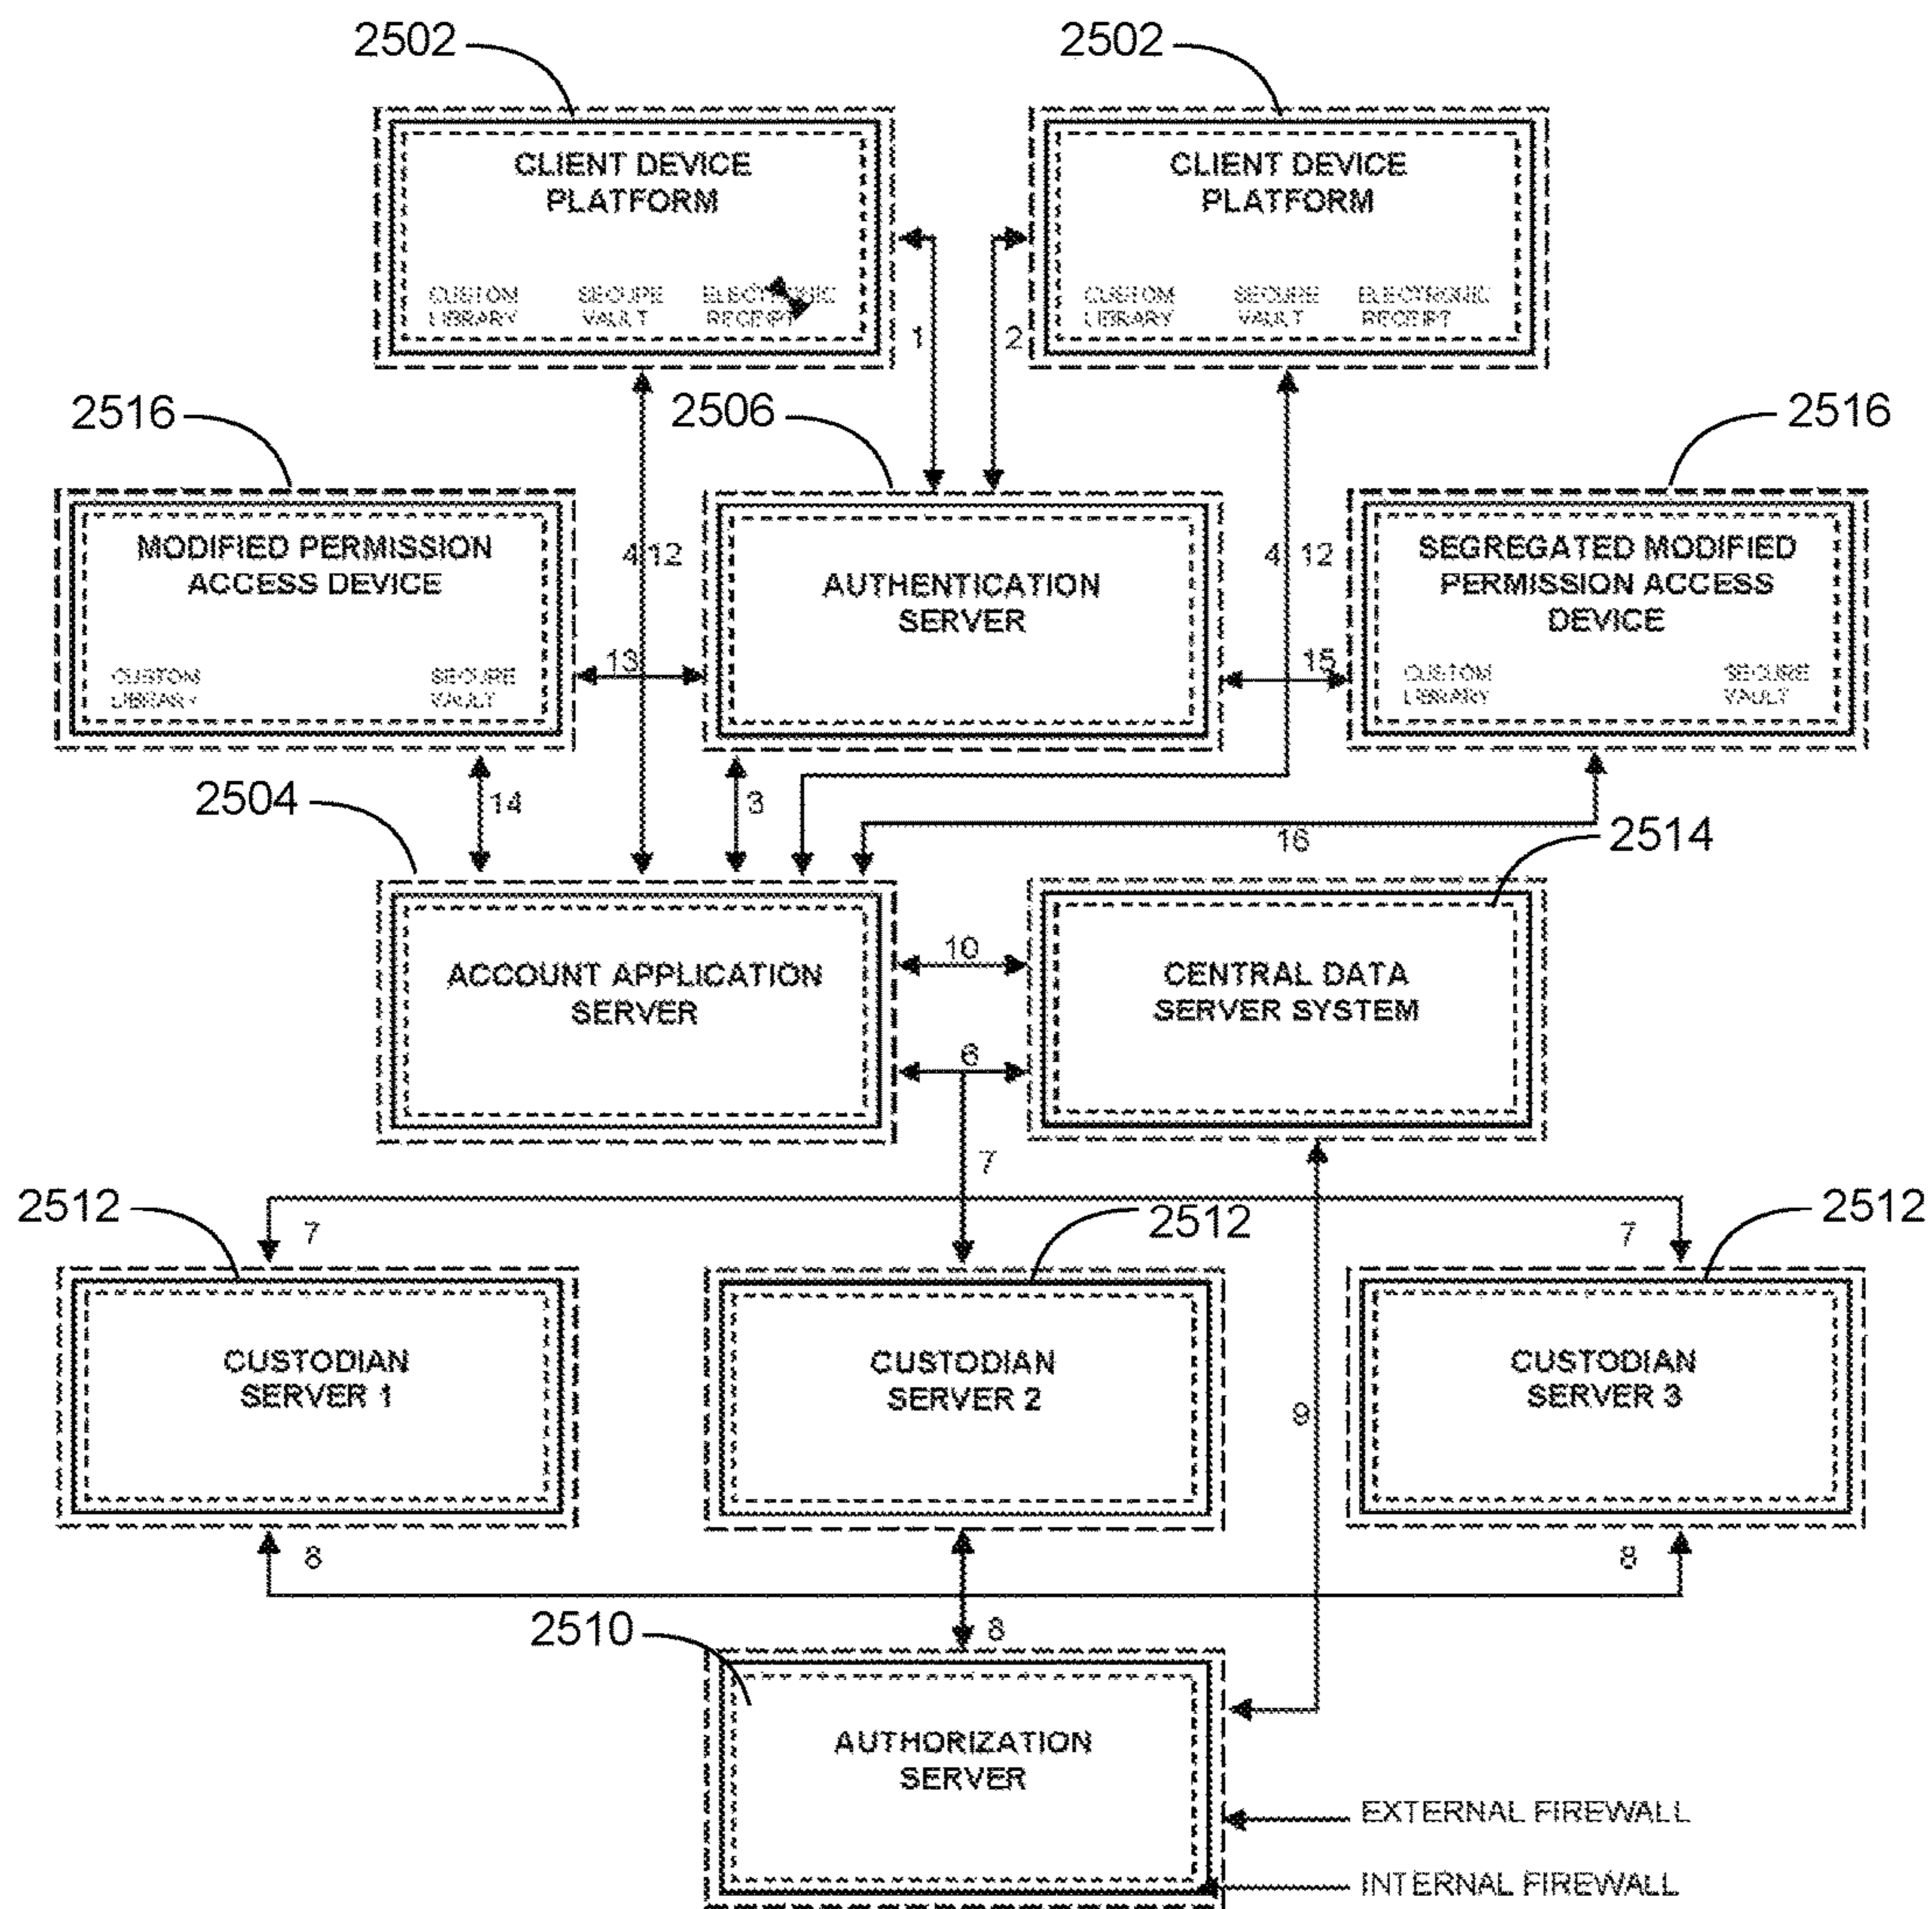 2502
2502
CLIENT DEVICE
PLATFORM
CUSTOM
LIBRARY
SECURE
VAULT
ELECTRONIC
RECEIPT
CLIENT DEVICE
PLATFORM
CUSTOM
LIBRARY
SECURE
VAULT
ELECTRONIC
RECEIPT
1
2
2516
2506
2516
MODIFIED PERMISSION
ACCESS DEVICE
CUSTOM
LIBRARY
SECURE
VAULT
4 12
AUTHENTICATION
SERVER
4 12
SEGREGATED MODIFIED
PERMISSION ACCESS
DEVICE
CUSTOM
LIBRARY
SECURE
VAULT
13
15
2504
14
3
16
2514
ACCOUNT APPLICATION
SERVER
10
CENTRAL DATA
SERVER SYSTEM
6
7
2512
7
2512
7
2512
CUSTODIAN
SERVER 1
CUSTODIAN
SERVER 2
CUSTODIAN
SERVER 3
9
8
8
2510
8
AUTHORIZATION
SERVER
EXTERNAL FIREWALL
INTERNAL FIREWALL